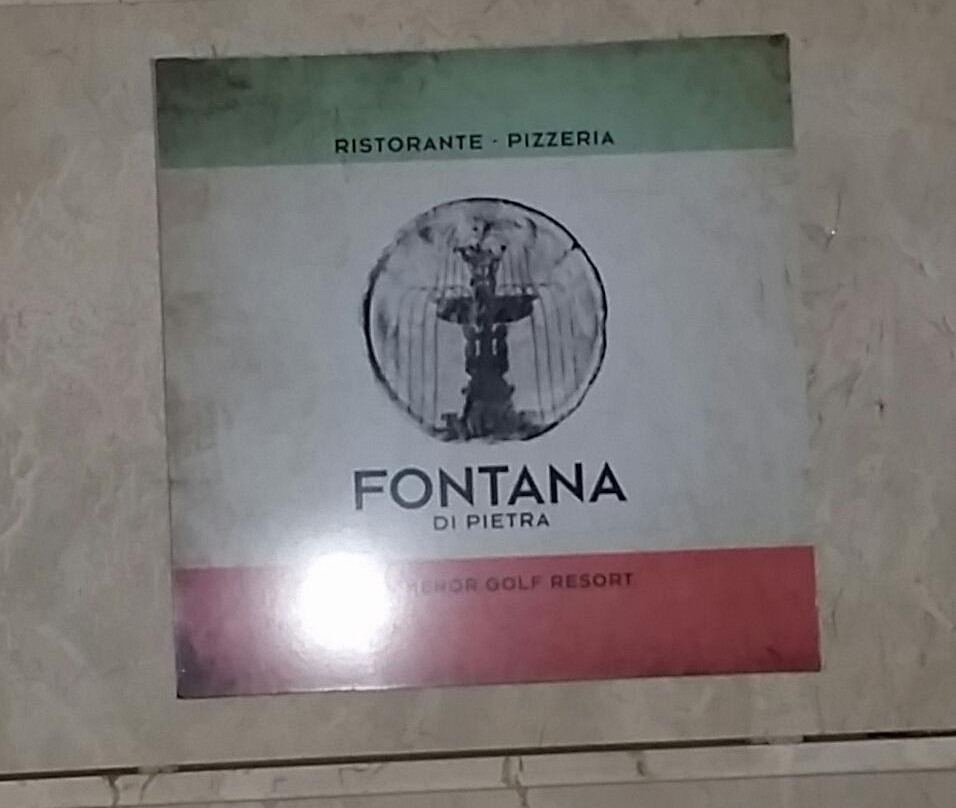 RISTORANTE · PIZZERIA
FONTANA
DI PIETRA
MENOR GOLF RESORT